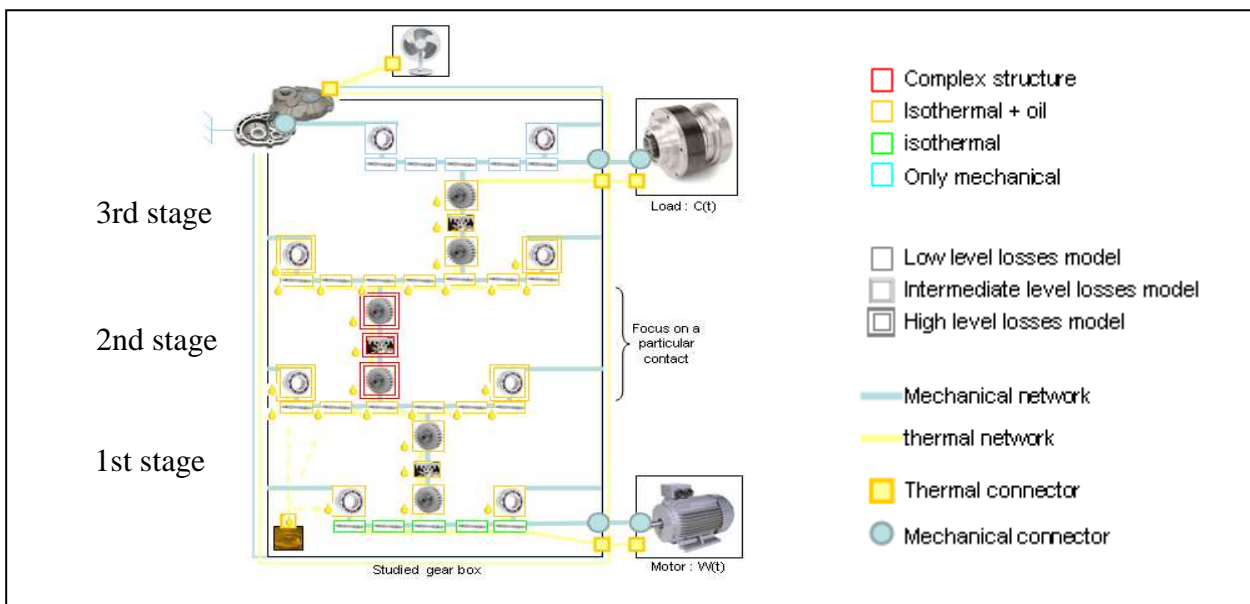 3rd stage
2nd stage
1st stage
Load : C(t)
Focus on a
particular
contact
Studied gear box
Motor : W(t)
Complex structure
Isothermal + oil
isothermal
Only mechanical
Low level losses model
Intermediate level losses model
High level losses model
Mechanical network
thermal network
Thermal connector
Mechanical connector